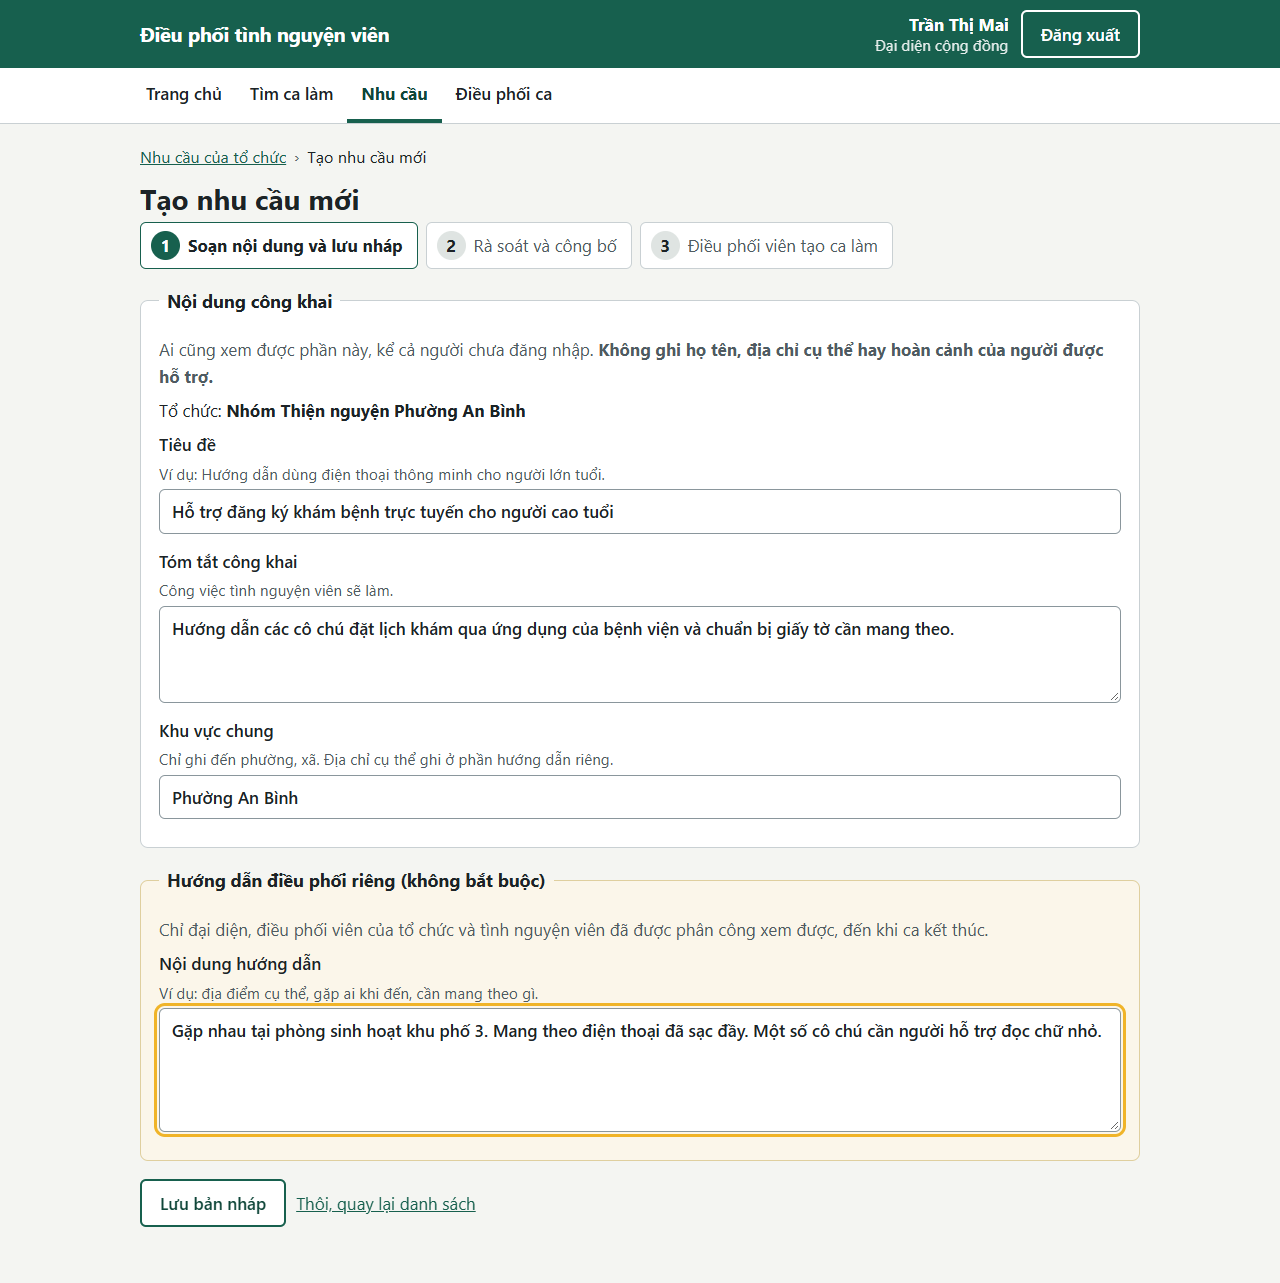 Điều phối tình nguyện viên
Trần Thị Mai
Đại diện cộng đồng
Đăng xuất
Trang chủ
Tìm ca làm
Nhu cầu
Điều phối ca
Nhu cầu của tổ chức › Tạo nhu cầu mới
Tạo nhu cầu mới
1 Soạn nội dung và lưu nháp
2 Rà soát và công bố
3 Điều phối viên tạo ca làm
Nội dung công khai
Ai cũng xem được phần này, kể cả người chưa đăng nhập. Không ghi họ tên, địa chỉ cụ thể hay hoàn cảnh của người được
hỗ trợ.
Tổ chức: Nhóm Thiện nguyện Phường An Bình
Tiêu đề
Ví dụ: Hướng dẫn dùng điện thoại thông minh cho người lớn tuổi.
Hỗ trợ đăng ký khám bệnh trực tuyến cho người cao tuổi
Tóm tắt công khai
Công việc tình nguyện viên sẽ làm.
Hướng dẫn các cô chú đặt lịch khám qua ứng dụng của bệnh viện và chuẩn bị giấy tờ cần mang theo.
Khu vực chung
Chỉ ghi đến phường, xã. Địa chỉ cụ thể ghi ở phần hướng dẫn riêng.
Phường An Bình
Hướng dẫn điều phối riêng (không bắt buộc)
Chỉ đại diện, điều phối viên của tổ chức và tình nguyện viên đã được phân công xem được, đến khi ca kết thúc.
Nội dung hướng dẫn
Ví dụ: địa điểm cụ thể, gặp ai khi đến, cần mang theo gì.
Gặp nhau tại phòng sinh hoạt khu phố 3. Mang theo điện thoại đã sạc đầy. Một số cô chú cần người hỗ trợ đọc chữ nhỏ.
Lưu bản nháp
Thôi, quay lại danh sách